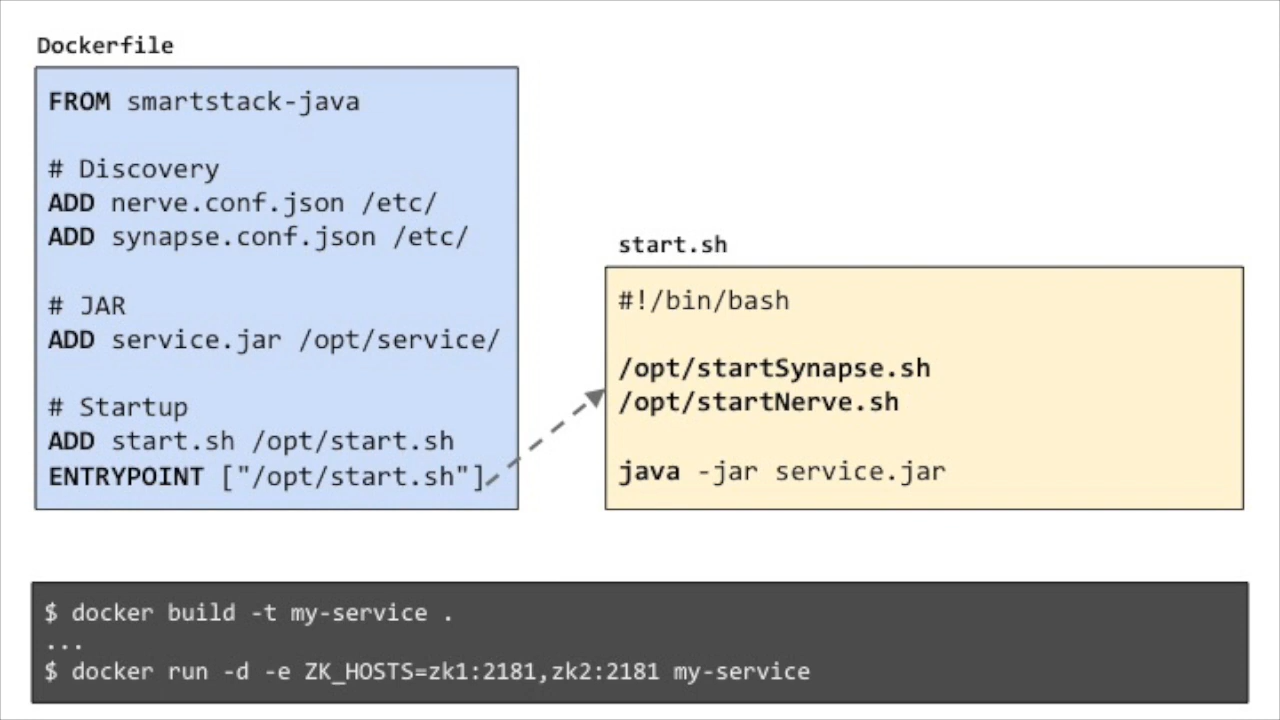 Dockerfile
FROM smartstack-java
# Discovery
ADD nerve.conf.json /etc/
ADD synapse.conf.json /etc/
# JAR
ADD service.jar /opt/service/
# Startup
ADD start.sh /opt/start.sh
ENTRYPOINT ["/opt/start.sh"]
start.sh
#!/bin/bash
/opt/startSynapse.sh
/opt/startNerve.sh
java -jar service.jar
$ docker build -t my-service .
...
$ docker run -d -e ZK_HOSTS=zk1:2181,zk2:2181 my-service